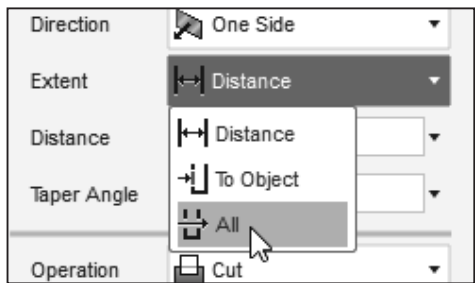 Direction One Side
Extent Distance
Distance Distance
To Object
Taper Angle
All
Operation Cut